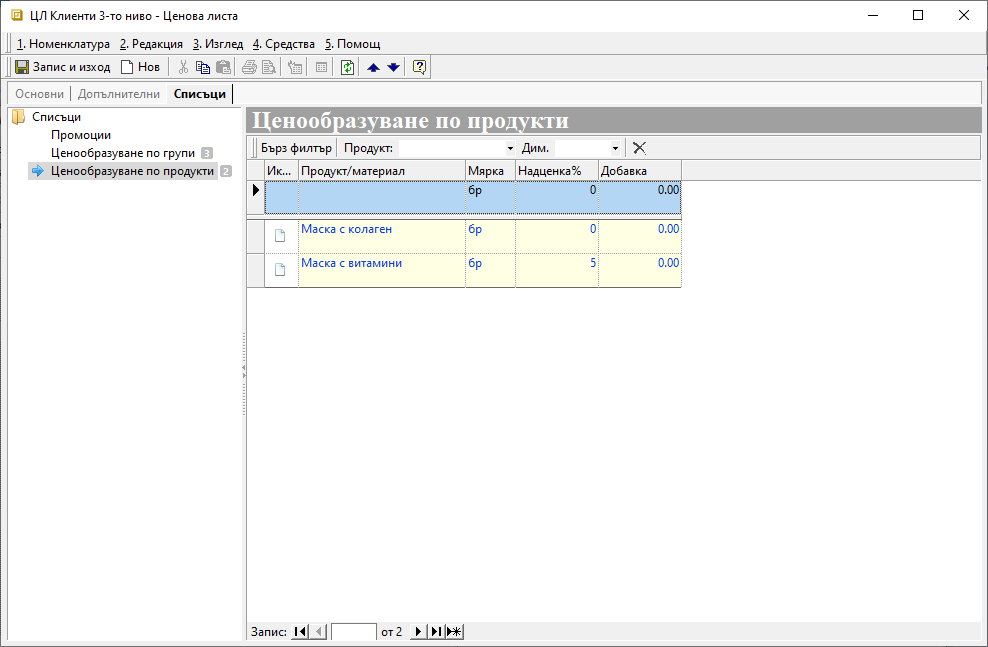 ЦЛ Клиенти 3-то ниво - Ценова листа
1. Номенклатура 2. Редакция 3. Изглед 4. Средства 5. Помощ
Запис и изход Нов
Основни Допълнителни Списъци
Списъци
Промоции
Ценообразуване по групи 3
Ценообразуване по продукти 2
Ценообразуване по продукти
Бърз филтър Продукт: Дим.
Ик... Продукт/материал Мярка Надценка% Добавка
бр 0 0.00
Маска с колаген бр 0 0.00
Маска с витамини бр 5 0.00
Запис: от 2